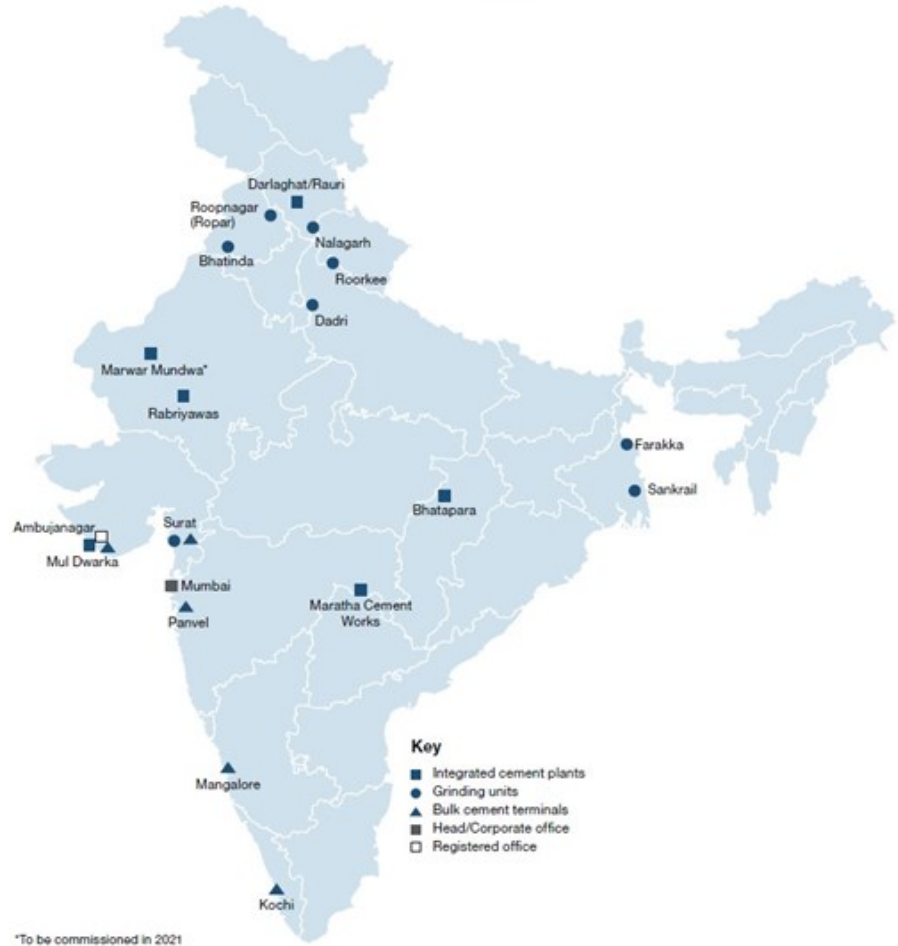 Darlaghat/Rauri
Roopnagar
(Ropar)
Nalagarh
Bhatinda
Roorkee
Dadri
Marwar Mundwa*
Rabriyawas
Farakka
Sankrail
Bhatapara
Ambujanagar
Surat
Mul Dwarka
Mumbai
Maratha Cement
Works
Panvel
Key
Integrated cement plants
Grinding units
Bulk cement terminals
Head/Corporate office
Registered office
Mangalore
Kochi
*To be commissioned in 2021